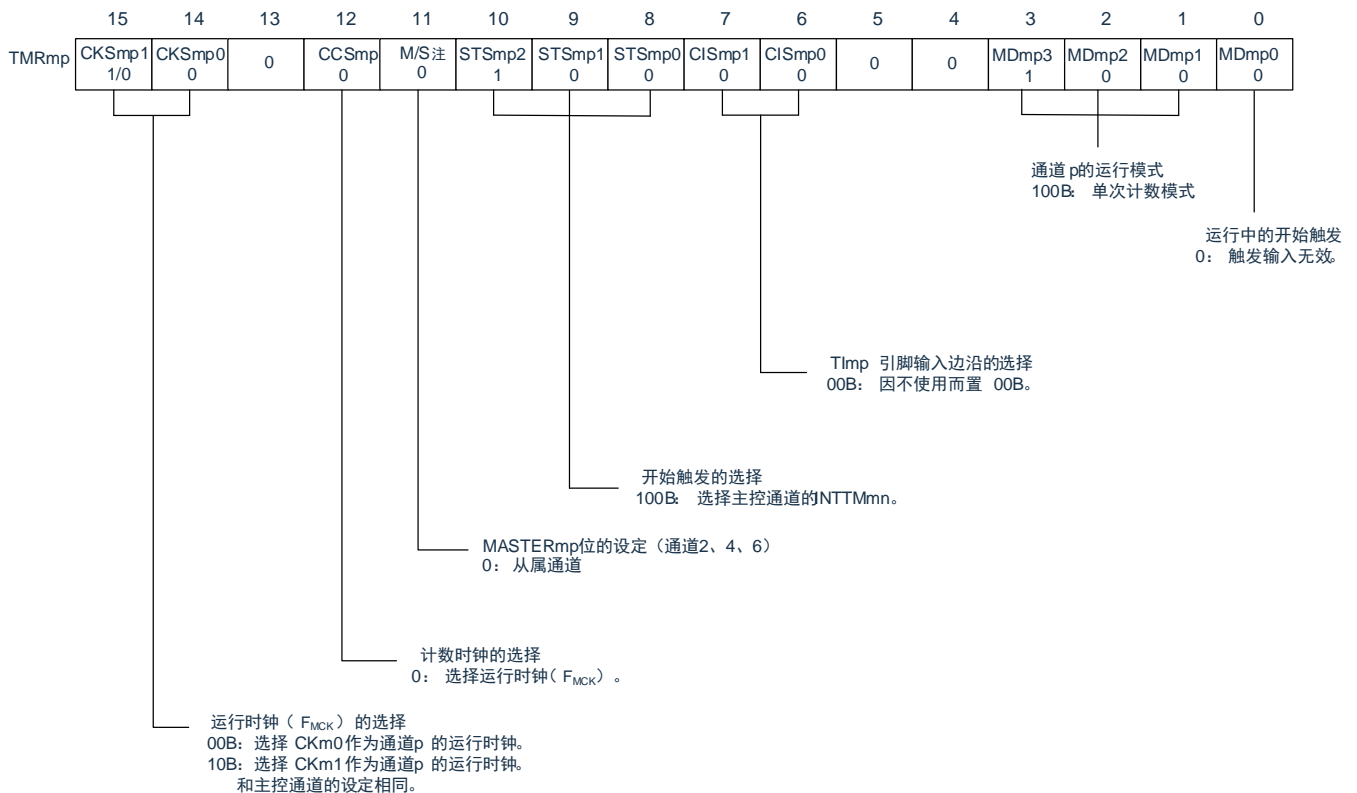 15 14 13 12 11 10 9 8 7 6 5 4 3 2 1 0
TMRmp CKSmp1 CKSmp0 0 CCSmp M/S注 STSmp2 STSmp1 STSmp0 CISmp1 CISmp0 0 0 MDmp3 MDmp2 MDmp1 MDmp0
1/0 0 0 0 1 0 0 0 0 1 0 0 0
通道 p的运行模式
100B: 单次计数模式
运行中的开始触发
0: 触发输入无效。
TImp 引脚输入边沿的选择
00B: 因不使用而置 00B。
开始触发的选择
100B: 选择主控通道的INTTMmn。
MASTERmp位的设定（通道2、4、6）
0: 从属通道
计数时钟的选择
0: 选择运行时钟（ FMCK）。
运行时钟（ FMCK） 的选择
00B: 选择 CKm0作为通道p 的运行时钟。
10B: 选择 CKm1作为通道p 的运行时钟。
和主控通道的设定相同。